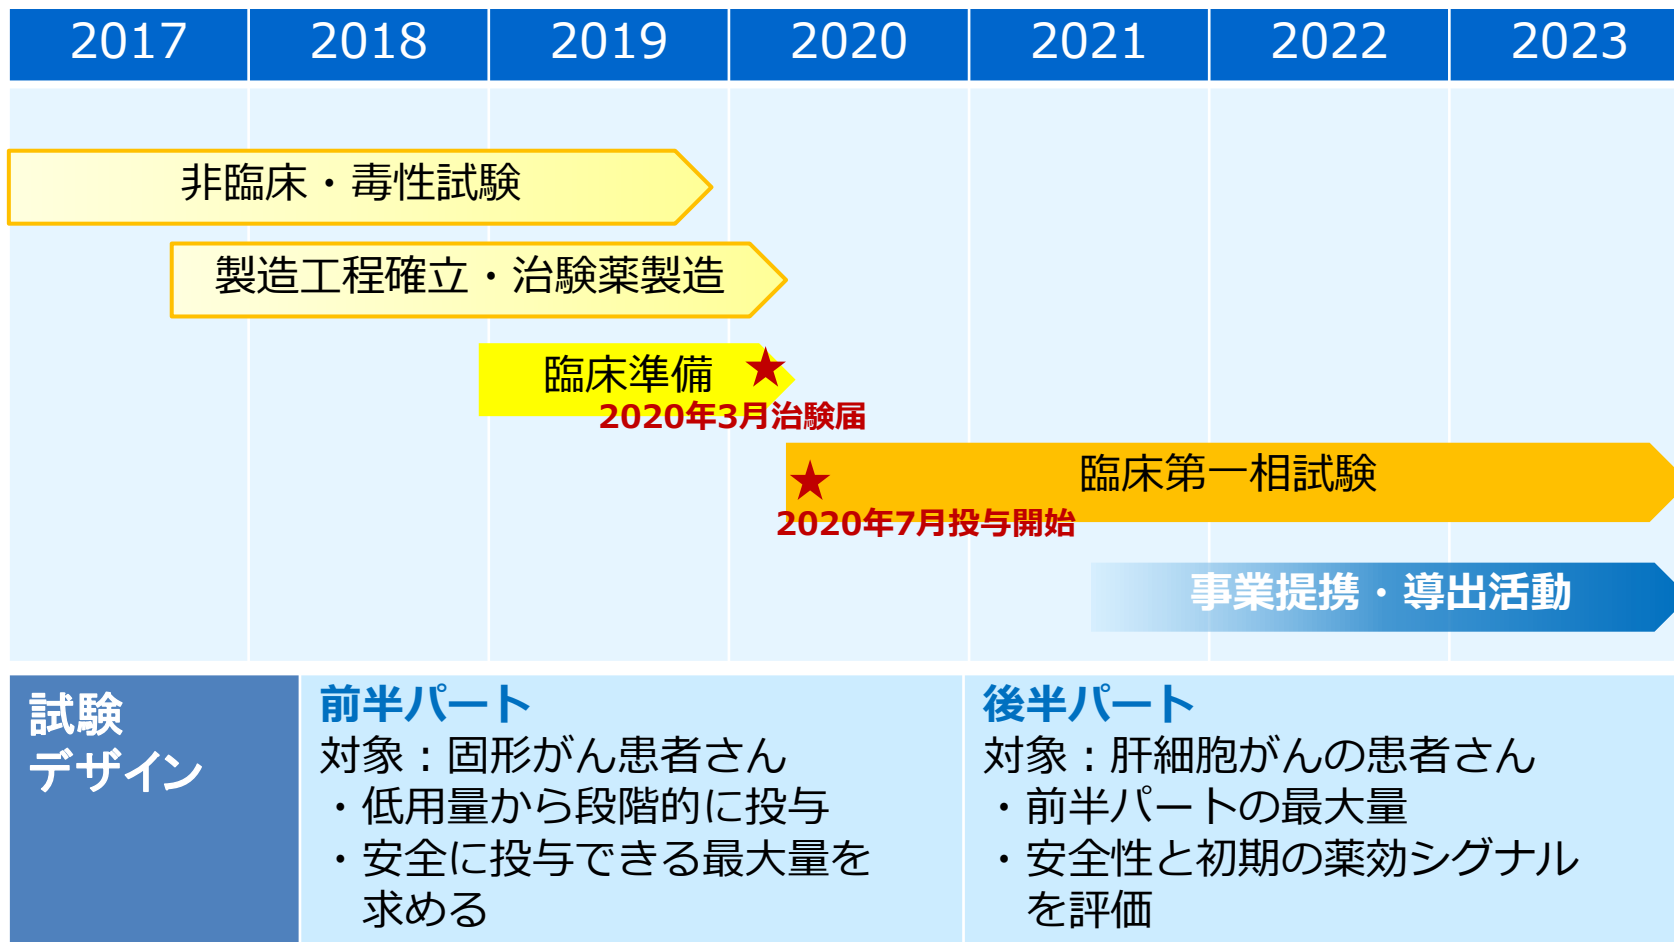 2017 2018 2019 2020 2021 2022 2023
非臨床・毒性試験
製造工程確立・治験薬製造
臨床準備
2020年3月治験届
臨床第一相試験
2020年7月投与開始
事業提携・導出活動
試験
デザイン
前半パート
対象：固形がん患者さん
・低用量から段階的に投与
・安全に投与できる最大量を
求める
後半パート
対象：肝細胞がんの患者さん
・前半パートの最大量
・安全性と初期の薬効シグナル
を評価